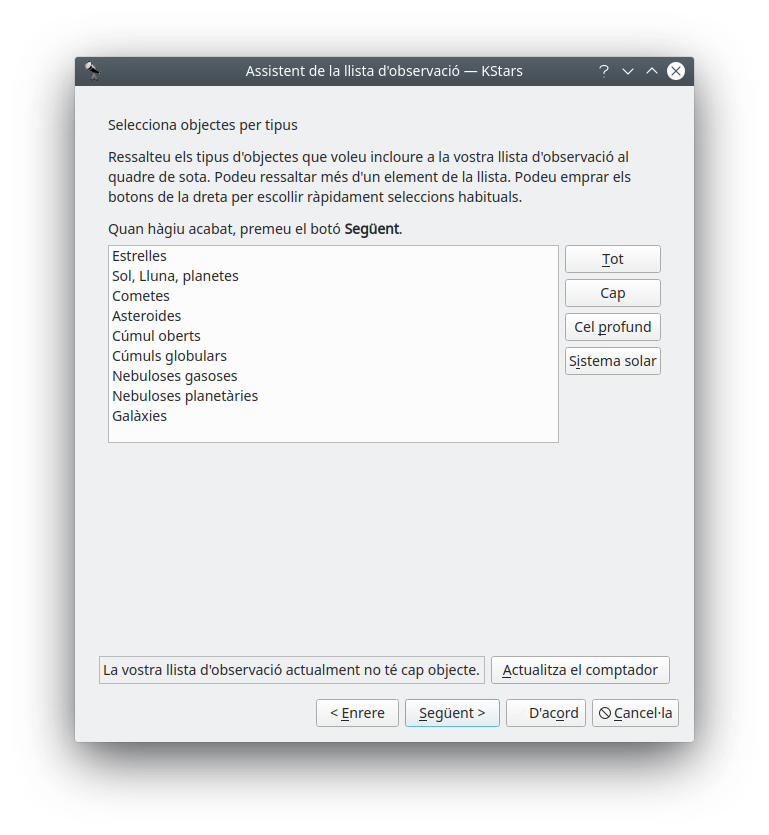 Assistent de la llista d'observació — KStars
Selecciona objectes per tipus
Ressalteu els tipus d'objectes que voleu incloure a la vostra llista d'observació al
quadre de sota. Podeu ressaltar més d'un element de la llista. Podeu emprar els
botons de la dreta per escollir ràpidament seleccions habituals.
Quan hàgiu acabat, premeu el botó Següent.
Estrelles
Sol, Lluna, planetes
Cometes
Asteroides
Cúmul oberts
Cúmuls globulars
Nebuloses gasoses
Nebuloses planetàries
Galàxies
Tot
Cap
Cel profund
Sistema solar
La vostra llista d'observació actualment no té cap objecte.
Actualitza el comptador
< Enrere
Següent >
D'acord
Cancel·la